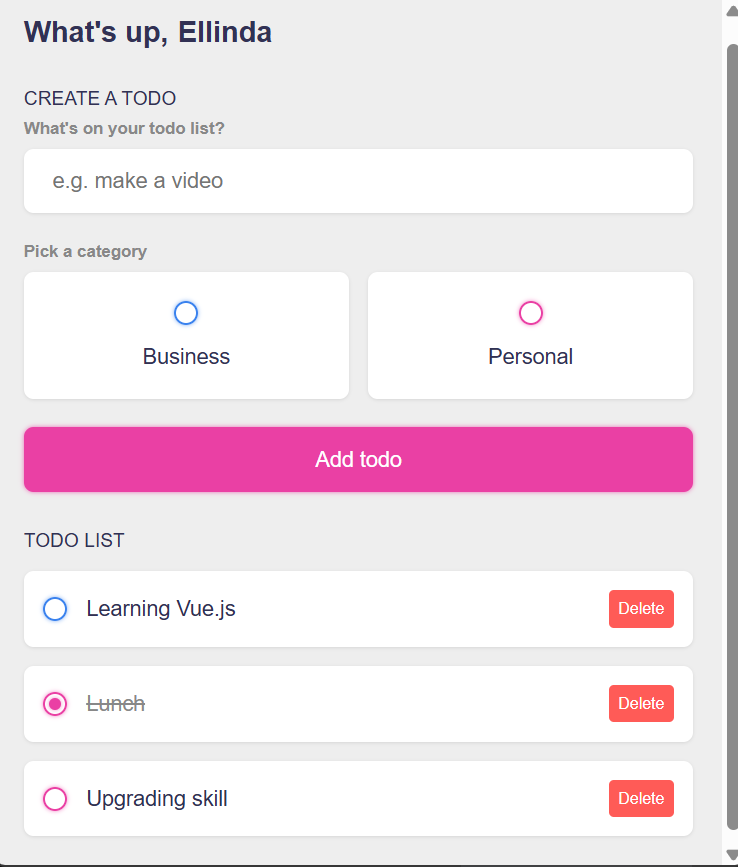 What's up, Ellinda
CREATE A TODO
What's on your todo list?
e.g. make a video
Pick a category
Business
Personal
Add todo
TODO LIST
Learning Vue.js
Delete
Lunch
Delete
Upgrading skill
Delete